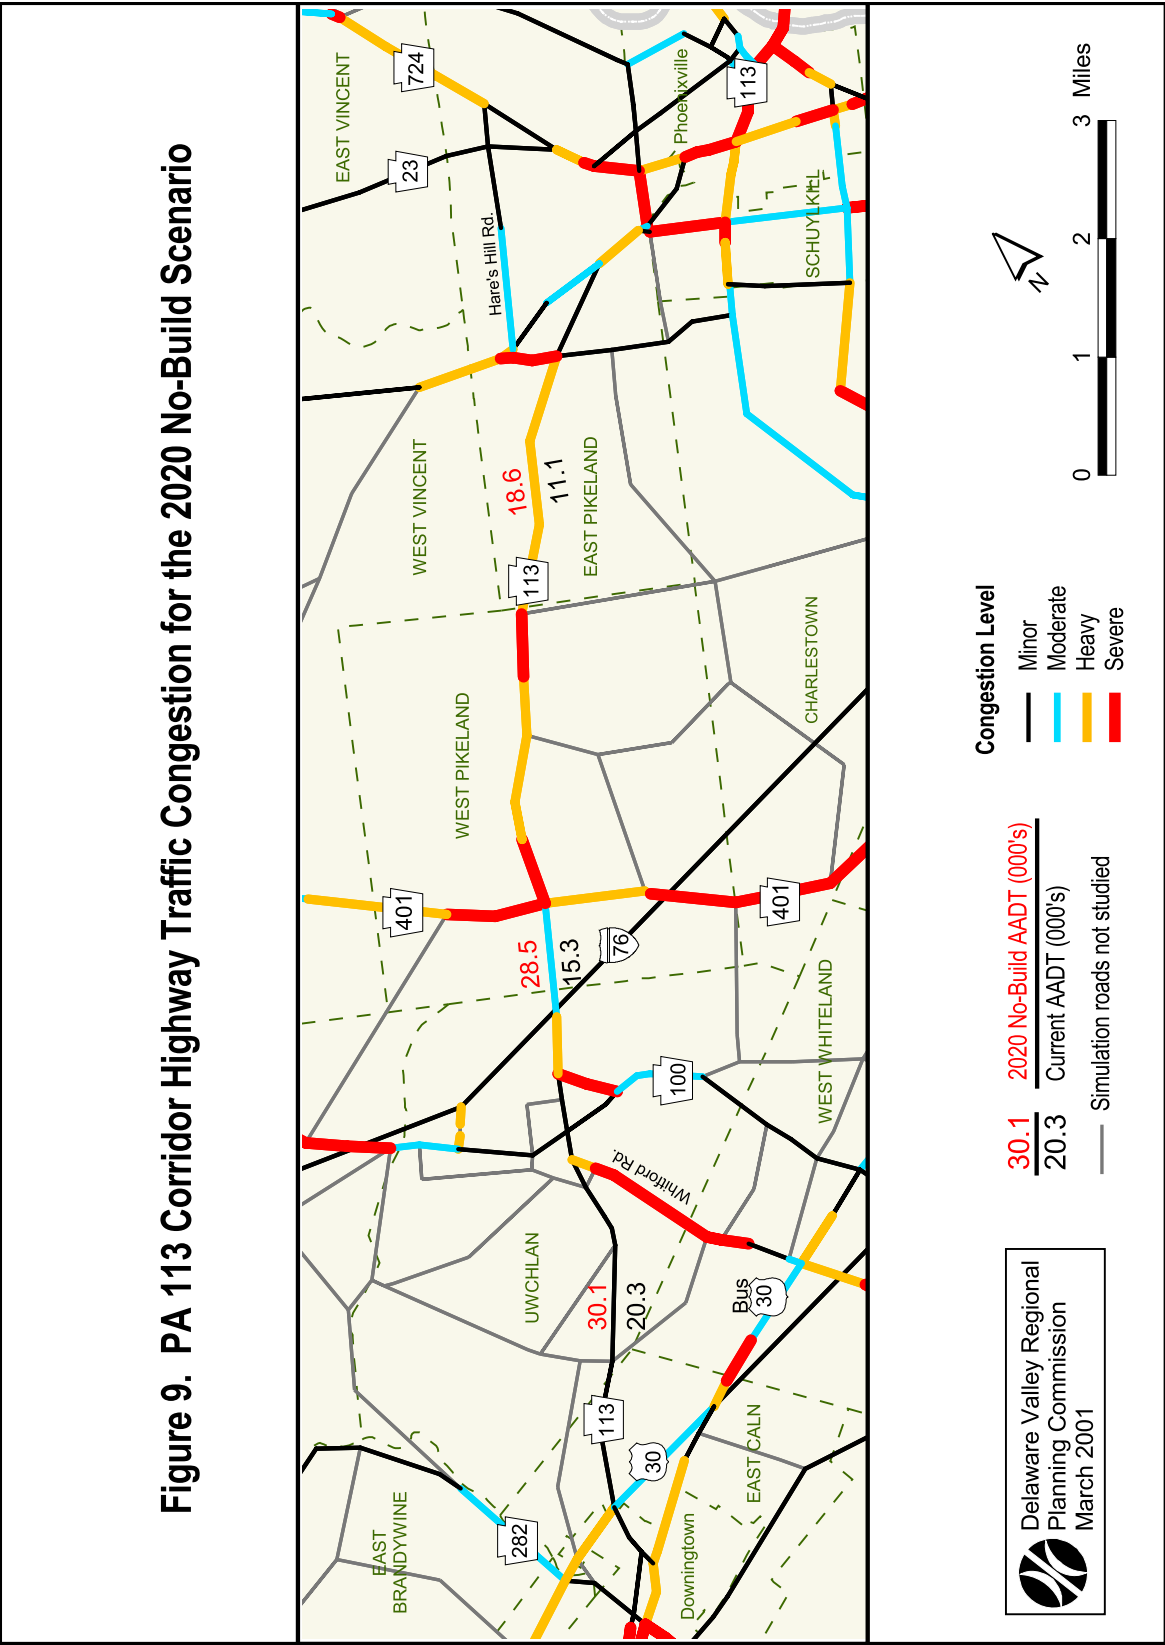 Figure 9.  PA 113 Corridor Highway Traffic Congestion for the 2020 No-Build Scenario
EAST VINCENT
724
23
Hare's Hill Rd.
Phoenixville
113
SCHUYLKILL
WEST VINCENT
18.6
11.1
EAST PIKELAND
113
WEST PIKELAND
CHARLESTOWN
401
401
28.5
15.3
76
100
WEST WHITELAND
Whitford Rd.
UWCHLAN
30.1
20.3
Bus
30
113
30
EAST CALN
282
EAST
BRANDYWINE
Downingtown
Delaware Valley Regional
Planning Commission
March 2001
30.1
20.3
2020 No-Build AADT (000's)
Current AADT (000's)
Simulation roads not studied
Congestion Level
Minor
Moderate
Heavy
Severe
N
0
1
2
3
Miles